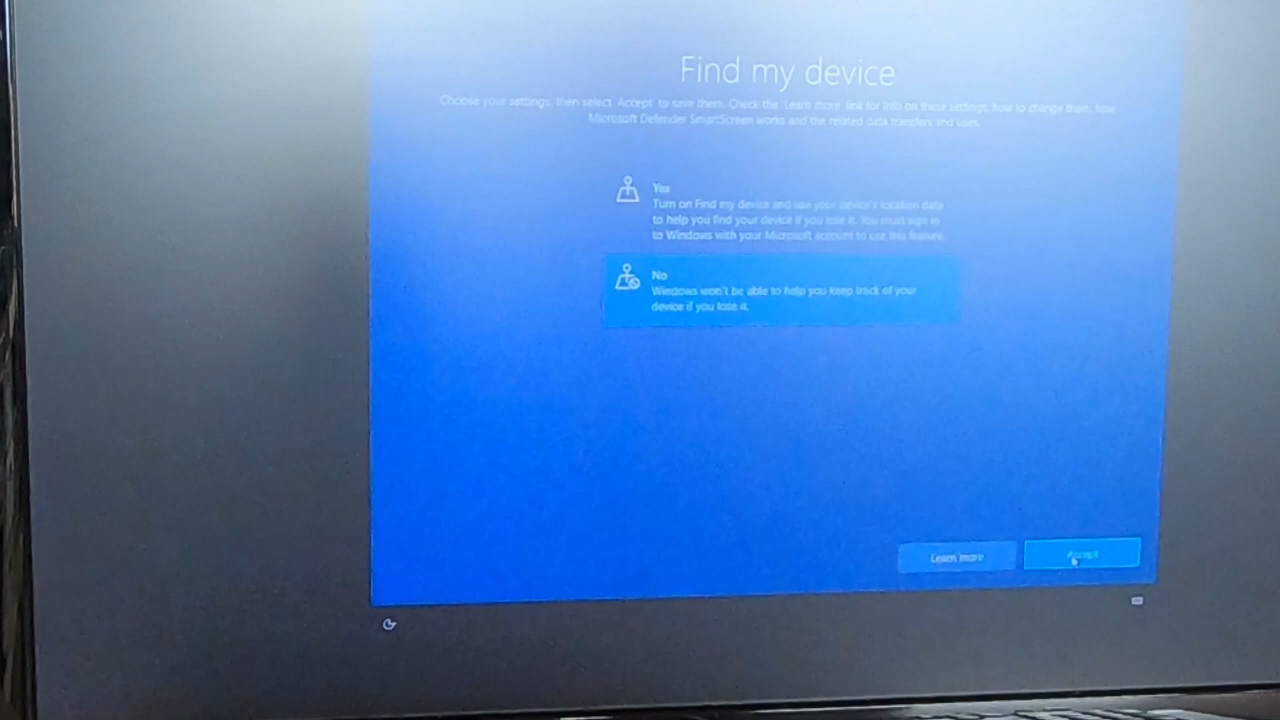 Find my device
Choose your settings, then select 'Accept' to save them. Check the 'Learn more' link for info on these settings, how to change them, how
Microsoft Defender SmartScreen works and the related data transfers and uses.
Yes
Turn on Find my device and use your device's location data
to help you find your device if you lose it. You must sign in
to Windows with your Microsoft account to use this feature.
No
Windows won't be able to help you keep track of your
device if you lose it.
Learn more
Accept